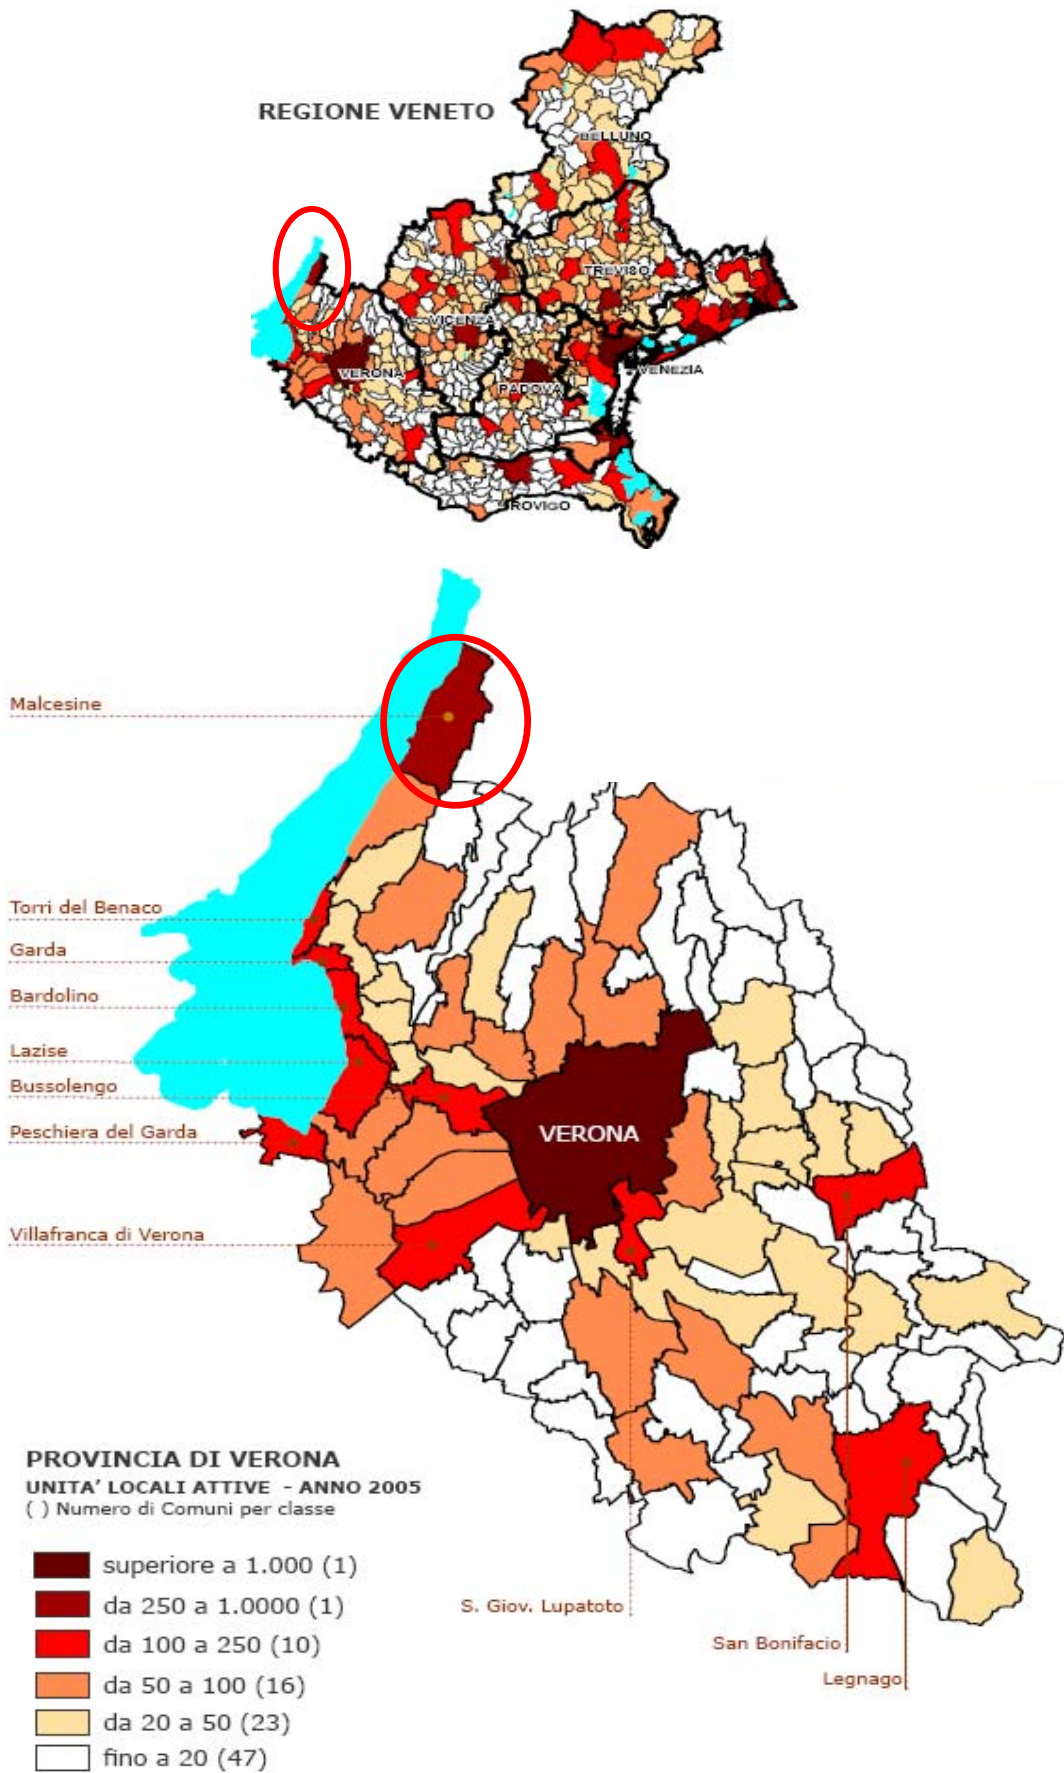 REGIONE VENETO
BELLUNO
TREVISO
VICENZA
VERONA
PADOVA
VENEZIA
ROVIGO
Malcesine
Torri del Benaco
Garda
Bardolino
Lazise
Bussolengo
Peschiera del Garda
VERONA
Villafranca di Verona
PROVINCIA DI VERONA
UNITA' LOCALI ATTIVE - ANNO 2005
( ) Numero di Comuni per classe
superiore a 1.000 (1)
da 250 a 1.0000 (1)
da 100 a 250 (10)
da 50 a 100 (16)
da 20 a 50 (23)
fino a 20 (47)
S. Giov. Lupatoto
San Bonifacio
Legnago